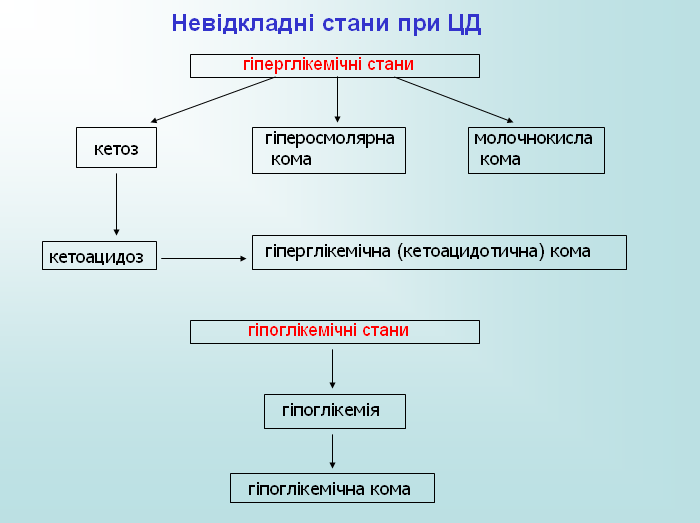 Невідкладні стани при ЦД
гіперглікемічні стани
кетоз
гіперосмолярна
кома
молочнокисла
кома
кетоацидоз
гіперглікемічна (кетоацидотична) кома
гіпоглікемічні стани
гіпоглікемія
гіпоглікемічна кома